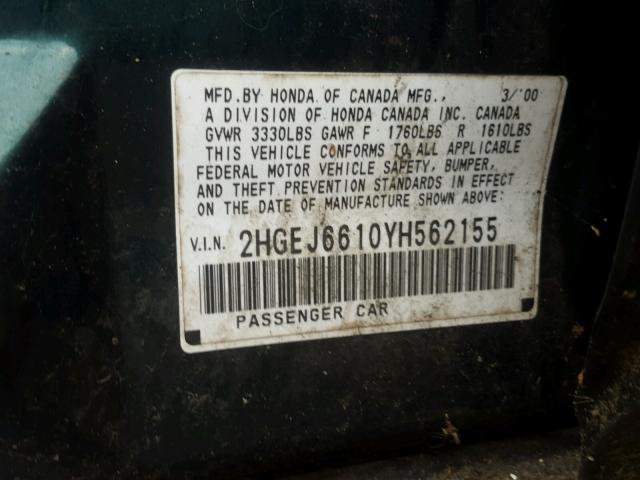 MFD.BY HONDA OF CANADA MFG., 3/'00
A DIVISION OF HONDA CANADA INC. CANADA
GVWR 3330LBS GAWR F 1760LBS R 1610LBS
THIS VEHICLE CONFORMS TO ALL APPLICABLE
FEDERAL MOTOR VEHICLE SAFETY, BUMPER,
AND THEFT PREVENTION STANDARDS IN EFFECT
ON THE DATE OF MANUFACTURE SHOWN ABOVE:
V.I.N. 2HGEJ6610YH562155
PASSENGER CAR